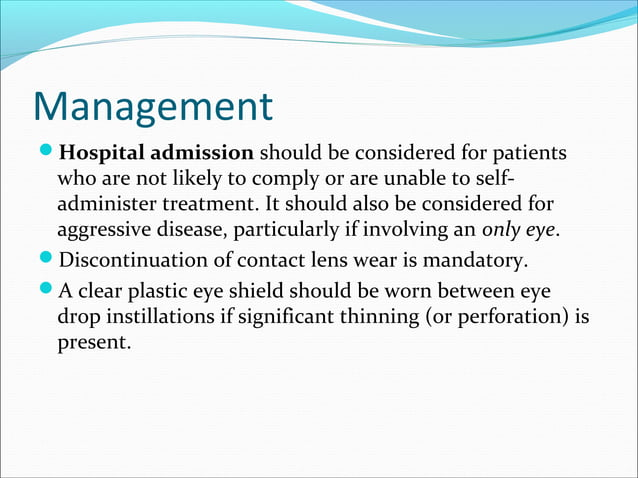 Management
Hospital admission should be considered for patients
who are not likely to comply or are unable to self-
administer treatment. It should also be considered for
aggressive disease, particularly if involving an only eye.
Discontinuation of contact lens wear is mandatory.
A clear plastic eye shield should be worn between eye
drop instillations if significant thinning (or perforation) is
present.